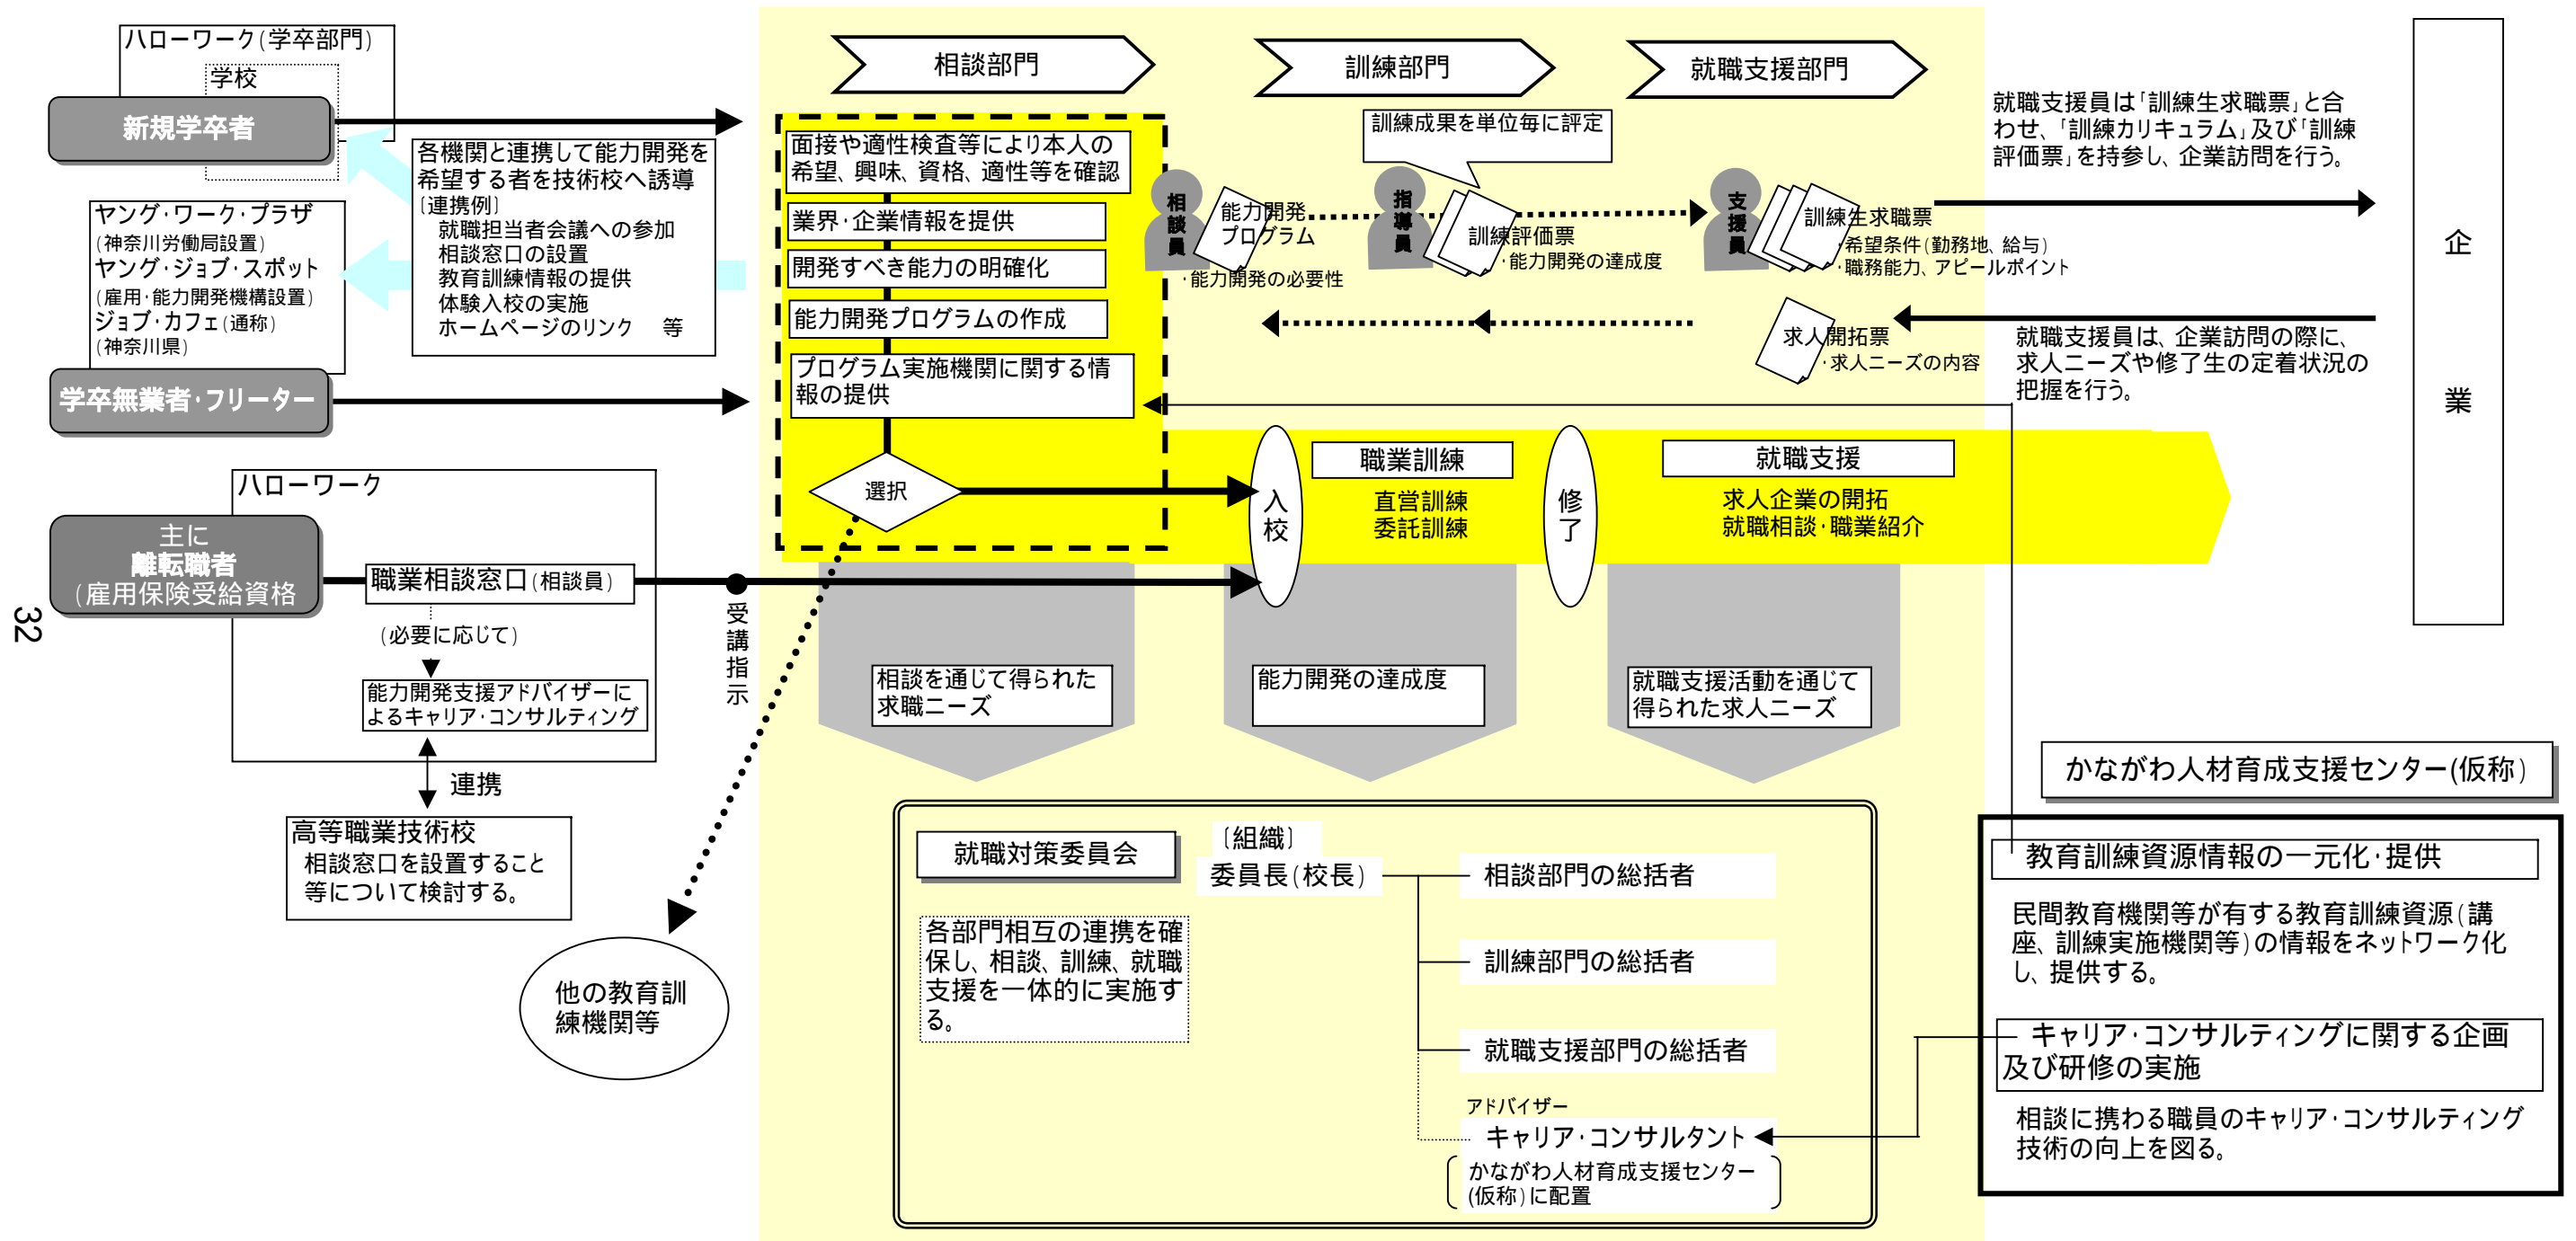 ハローワーク(学卒部門)
学校
新規学卒者
各機関と連携して能力開発を
希望する者を技術校へ誘導
〔連携例〕
就職担当者会議への参加
相談窓口の設置
教育訓練情報の提供
体験入校の実施
ホームページのリンク　等
ヤング・ワーク・プラザ
(神奈川労働局設置)
ヤング・ジョブ・スポット
(雇用・能力開発機構設置)
ジョブ・カフェ(通称)
(神奈川県)
学卒無業者・フリーター
ハローワーク
主に
離転職者
(雇用保険受給資格
職業相談窓口(相談員)
(必要に応じて)
能力開発支援アドバイザーに
よるキャリア・コンサルティング
連携
高等職業技術校
相談窓口を設置すること
等について検討する。
受講指示
他の教育訓
練機関等
32
相談部門
訓練部門
就職支援部門
面接や適性検査等により本人の
希望、興味、資格、適性等を確認
業界・企業情報を提供
開発すべき能力の明確化
能力開発プログラムの作成
プログラム実施機関に関する情
報の提供
選択
相談員
能力開発
プログラム
・能力開発の必要性
訓練成果を単位毎に評定
指導員
訓練評価票
・能力開発の達成度
支援員
訓練生求職票
・希望条件(勤務地、給与)
・職務能力、アピールポイント
求人開拓票
・求人ニーズの内容
就職支援員は「訓練生求職票」と合
わせ、「訓練カリキュラム」及び「訓練
評価票」を持参し、企業訪問を行う。
就職支援員は、企業訪問の際に、
求人ニーズや修了生の定着状況の
把握を行う。
企業
入校
職業訓練
直営訓練
委託訓練
修了
就職支援
求人企業の開拓
就職相談・職業紹介
相談を通じて得られた
求職ニーズ
能力開発の達成度
就職支援活動を通じて
得られた求人ニーズ
就職対策委員会
各部門相互の連携を確
保し、相談、訓練、就職
支援を一体的に実施す
る。
〔組織〕
委員長(校長)
相談部門の総括者
訓練部門の総括者
就職支援部門の総括者
アドバイザー
キャリア・コンサルタント
かながわ人材育成支援センター
(仮称)に配置
かながわ人材育成支援センター(仮称)
教育訓練資源情報の一元化・提供
民間教育機関等が有する教育訓練資源(講
座、訓練実施機関等)の情報をネットワーク化
し、提供する。
キャリア・コンサルティングに関する企画
及び研修の実施
相談に携わる職員のキャリア・コンサルティング
技術の向上を図る。